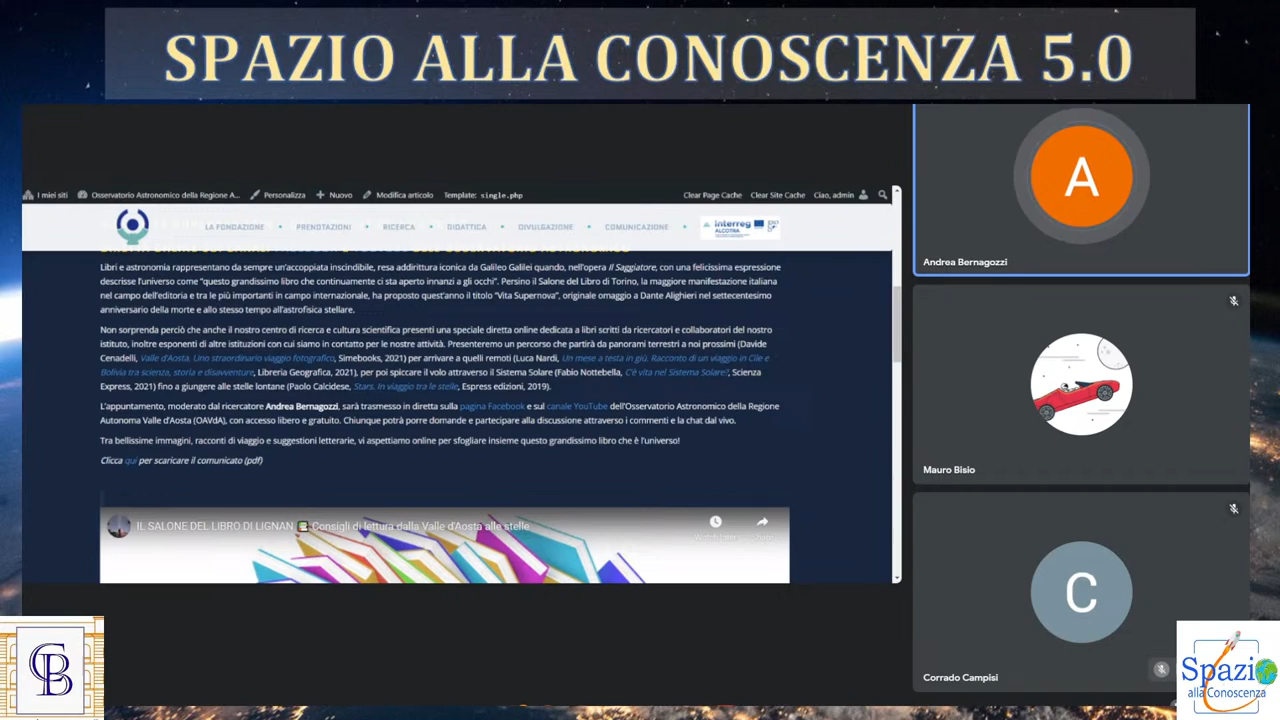 SPAZIO ALLA CONOSCENZA 5.0
I miei siti Osservatorio Astronomico della Regione A... Personalizza Nuovo Modifica articolo Template: single.php Clear Page Cache Clear Site Cache Ciao, admin
LA FONDAZIONE • PRENOTAZIONI • RICERCA • DIDATTICA • DIVULGAZIONE • COMUNICAZIONE • Interreg ALCOTRA
Libri e astronomia rappresentano da sempre un'accoppiata inscindibile, resa addirittura iconica da Galileo Galilei quando, nell'opera Il Saggiatore, con una felicissima espressione
descrisse l'universo come "questo grandissimo libro che continuamente ci sta aperto innanzi a gli occhi". Persino il Salone del Libro di Torino, la maggiore manifestazione italiana
nel campo dell'editoria e tra le più importanti in campo internazionale, ha proposto quest'anno il titolo "Vita Supernova", originale omaggio a Dante Alighieri nel settecentesimo
anniversario della morte e allo stesso tempo all'astrofisica stellare.
Non sorprenda perciò che anche il nostro centro di ricerca e cultura scientifica presenti una speciale diretta online dedicata a libri scritti da ricercatori e collaboratori del nostro
istituto, inoltre esponenti di altre istituzioni con cui siamo in contatto per le nostre attività. Presenteremo un percorso che partirà da panorami terrestri a noi prossimi (Davide
Cenadelli, Valle d'Aosta. Uno straordinario viaggio fotografico, Simebooks, 2021) per arrivare a quelli remoti (Luca Nardi, Un mese a testa in giù. Racconto di un viaggio in Cile e
Bolivia tra scienza, storia e disavventure, Libreria Geografica, 2021), per poi spiccare il volo attraverso il Sistema Solare (Fabio Nottebella, C'è vita nel Sistema Solare?, Scienza
Express, 2021) fino a giungere alle stelle lontane (Paolo Calcidese, Stars. In viaggio tra le stelle, Espress edizioni, 2019).
L'appuntamento, moderato dal ricercatore Andrea Bernagozzi, sarà trasmesso in diretta sulla pagina Facebook e sul canale YouTube dell'Osservatorio Astronomico della Regione
Autonoma Valle d'Aosta (OAVdA), con accesso libero e gratuito. Chiunque potrà porre domande e partecipare alla discussione attraverso i commenti e la chat dal vivo.
Tra bellissime immagini, racconti di viaggio e suggestioni letterarie, vi aspettiamo online per sfogliare insieme questo grandissimo libro che è l'universo!
Clicca qui per scaricare il comunicato (pdf)
IL SALONE DEL LIBRO DI LIGNAN Consigli di lettura dalla Valle d'Aosta alle stelle
A
Andrea Bernagozzi
Mauro Bisio
C
Corrado Campisi
CB
Spazio
alla Conoscenza